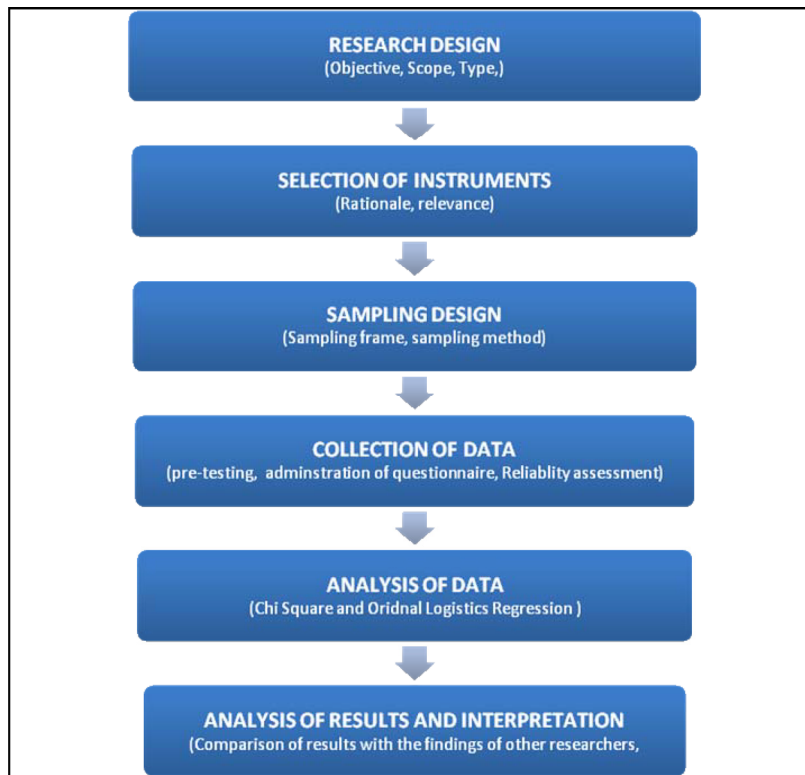 RESEARCH DESIGN
(Objective, Scope, Type,)
SELECTION OF INSTRUMENTS
(Rationale, relevance)
SAMPLING DESIGN
(Sampling frame, sampling method)
COLLECTION OF DATA
(pre-testing, adminstration of questionnaire, Reliablity assessment)
ANALYSIS OF DATA
(Chi Square and Oridnal Logistics Regression )
ANALYSIS OF RESULTS AND INTERPRETATION
(Comparison of results with the findings of other researchers,